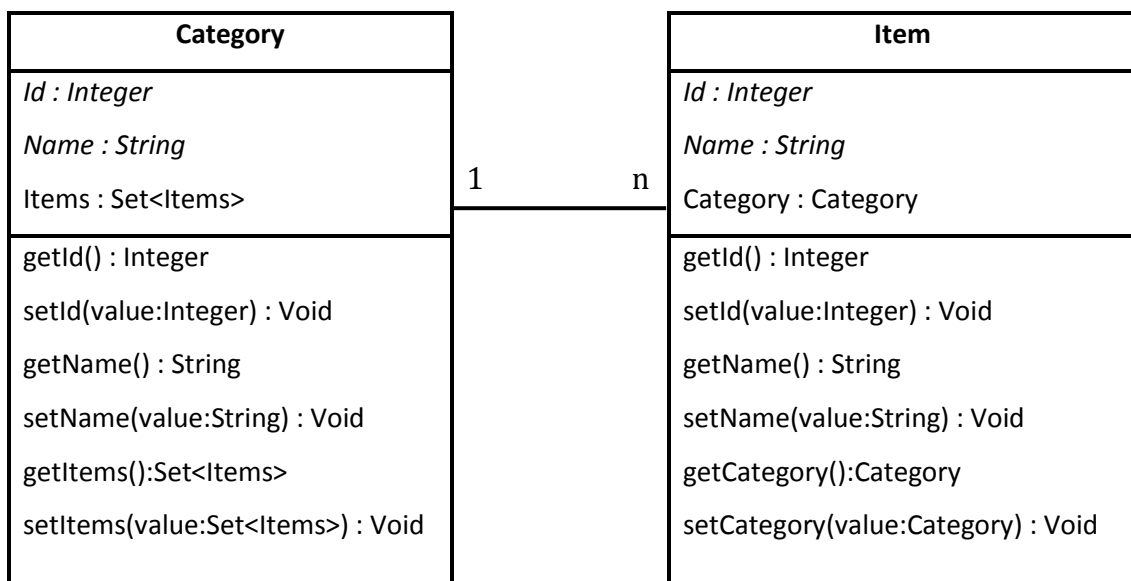 Category
Id : Integer
Name : String
Items : Set<Items>
getId() : Integer
setId(value:Integer) : Void
getName() : String
setName(value:String) : Void
getItems():Set<Items>
setItems(value:Set<Items>) : Void
1 n
Item
Id : Integer
Name : String
Category : Category
getId() : Integer
setId(value:Integer) : Void
getName() : String
setName(value:String) : Void
getCategory():Category
setCategory(value:Category) : Void